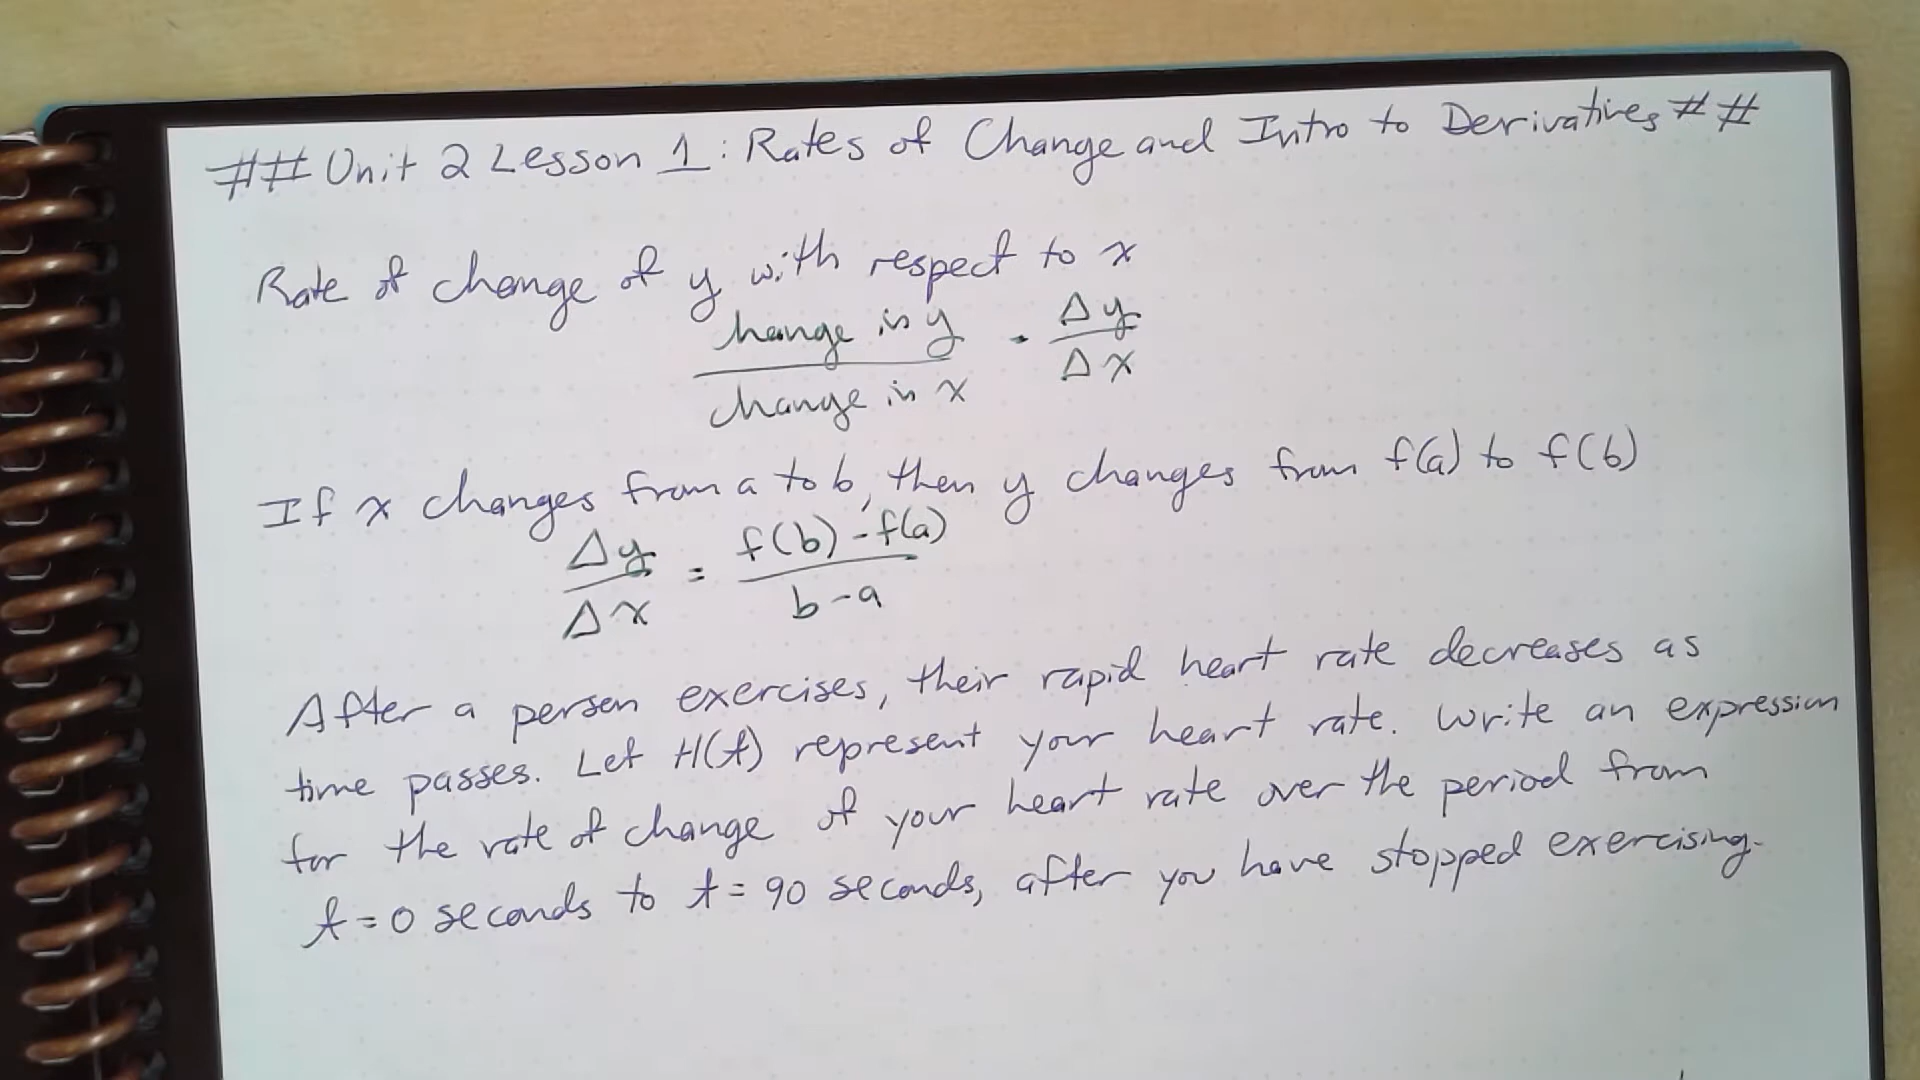 ## Unit 2 Lesson 1: Rates of Change and Intro to Derivatives ##
Rate of change of y with respect to x
change in y / change in x = Δy / Δx
If x changes from a to b, then y changes from f(a) to f(b)
Δy / Δx = f(b) - f(a) / b - a
After a person exercises, their rapid heart rate decreases as
time passes. Let H(t) represent your heart rate. Write an expression
for the rate of change of your heart rate over the period from
t = 0 seconds to t = 90 seconds, after you have stopped exercising.